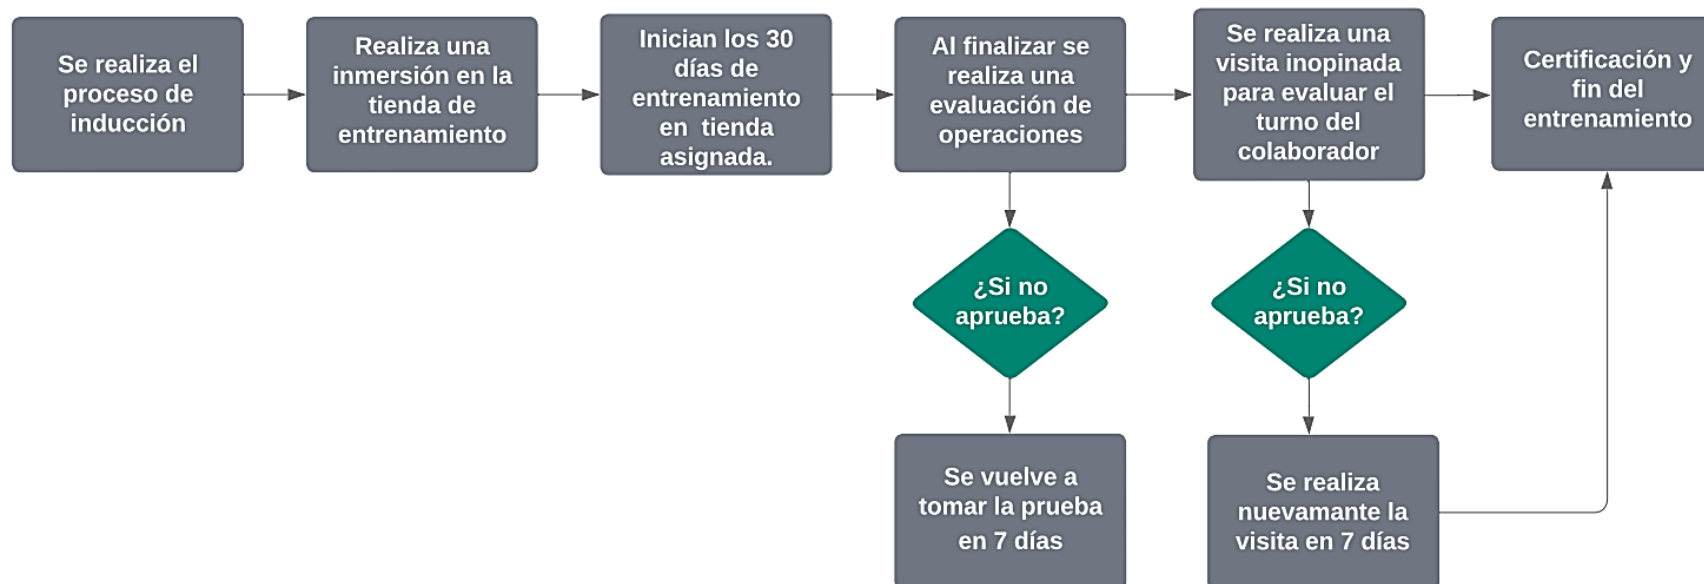 Se realiza el
proceso de
inducción
Realiza una
inmersión en la
tienda de
entrenamiento
Inician los 30
días de
entrenamiento
en tienda
asignada.
Al finalizar se
realiza una
evaluación de
operaciones
Se realiza una
visita inopinada
para evaluar el
turno del
colaborador
Certificación y
fin del
entrenamiento
¿Si no
aprueba?
¿Si no
aprueba?
Se vuelve a
tomar la prueba
en 7 días
Se realiza
nuevamante la
visita en 7 días